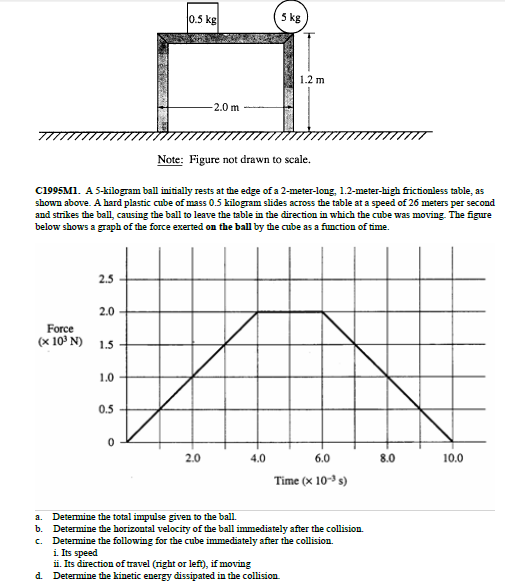 0.5 kg
5 kg
1.2 m
2.0 m
Note: Figure not drawn to scale.
C1995M1. A 5-kilogram ball initially rests at the edge of a 2-meter-long, 1.2-meter-high frictionless table, as
shown above. A hard plastic cube of mass 0.5 kilogram slides across the table at a speed of 26 meters per second
and strikes the ball, causing the ball to leave the table in the direction in which the cube was moving. The figure
below shows a graph of the force exerted on the ball by the cube as a function of time.
2.5
2.0
Force
(× 10³ N)
1.5
1.0
0.5
0
2.0
4.0
6.0
8.0
10.0
Time (× 10⁻³ s)
a. Determine the total impulse given to the ball.
b. Determine the horizontal velocity of the ball immediately after the collision.
c. Determine the following for the cube immediately after the collision.
i. Its speed
ii. Its direction of travel (right or left), if moving
d. Determine the kinetic energy dissipated in the collision.